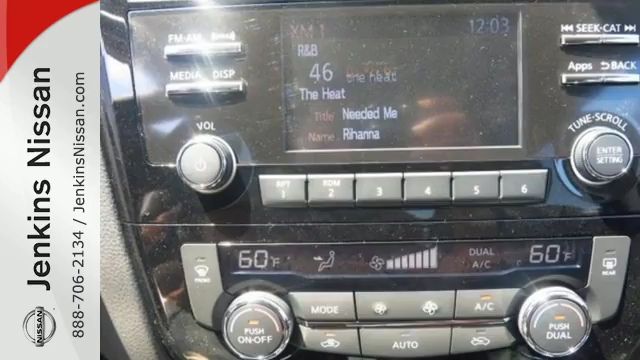 Jenkins Nissan
888-706-2134 / JenkinsNissan.com
NISSAN
XM 1
12:03
R&B
46
the heat
The Heat
Title Needed Me
Name Rihanna
FM·AM
MEDIA DISP
VOL
SEEK·CAT
Apps BACK
TUNE·SCROLL
ENTER
SETTING
RPT
1
RDM
2
3
4
5
6
60°F
DUAL
A/C
60°F
FRONT
REAR
PUSH
ON·OFF
MODE
A/C
AUTO
PUSH
DUAL